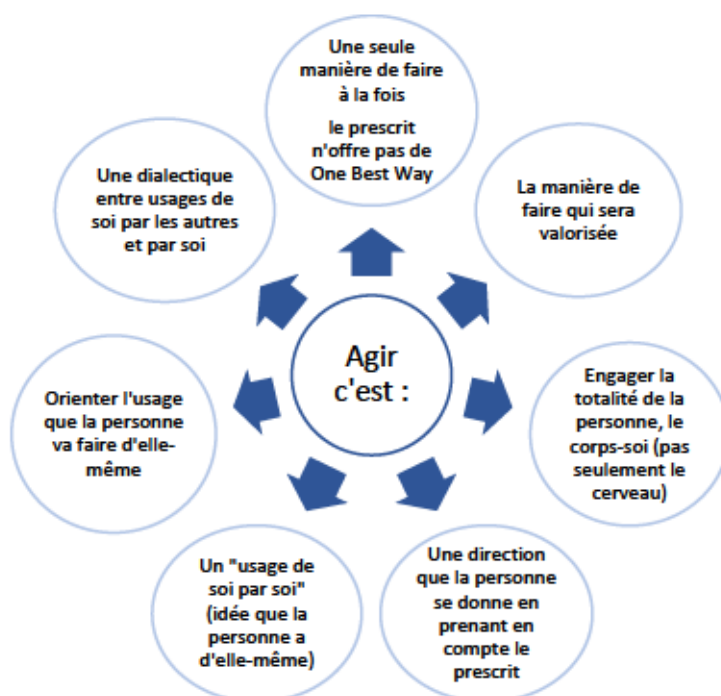 Une seule
manière de faire
à la fois
le prescrit
n'offre pas de
One Best Way
La manière de
faire qui sera
valorisée
Engager la
totalité de la
personne, le
corps-soi (pas
seulement le
cerveau)
Une direction
que la personne
se donne en
prenant en
compte le
prescrit
Un "usage de
soi par soi"
(idée que la
personne a
d'elle-même)
Orienter l'usage
que la personne
va faire d'elle-
même
Une dialectique
entre usages de
soi par les autres
et par soi
Agir
c'est :